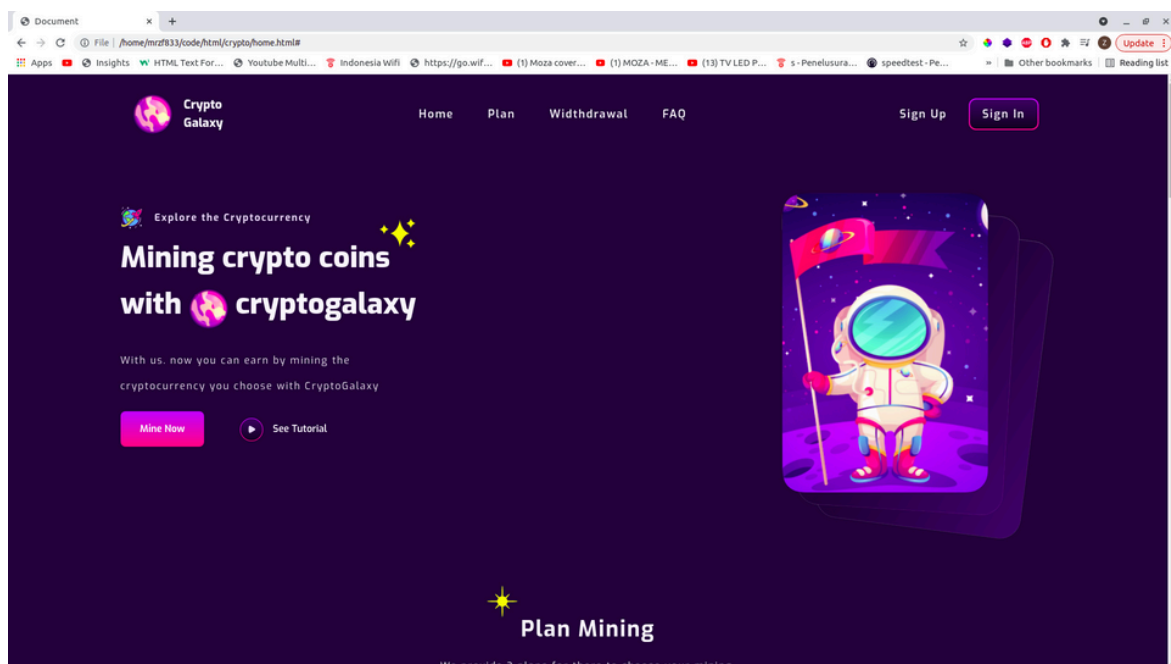 Document
File | /home/mrzf833/code/html/crypto/home.html#
Update
Apps Insights HTML Text For... Youtube Multi... Indonesia Wifi https://go.wif... (1) Moza cover... (1) MOZA - ME... (13) TV LED P... s - Penelusura... speedtest - Pe... » Other bookmarks Reading list
Crypto
Galaxy
Home Plan Widthdrawal FAQ
Sign Up Sign In
Explore the Cryptocurrency
Mining crypto coins
with cryptogalaxy
With us. now you can earn by mining the
cryptocurrency you choose with CryptoGalaxy
Mine Now See Tutorial
Plan Mining